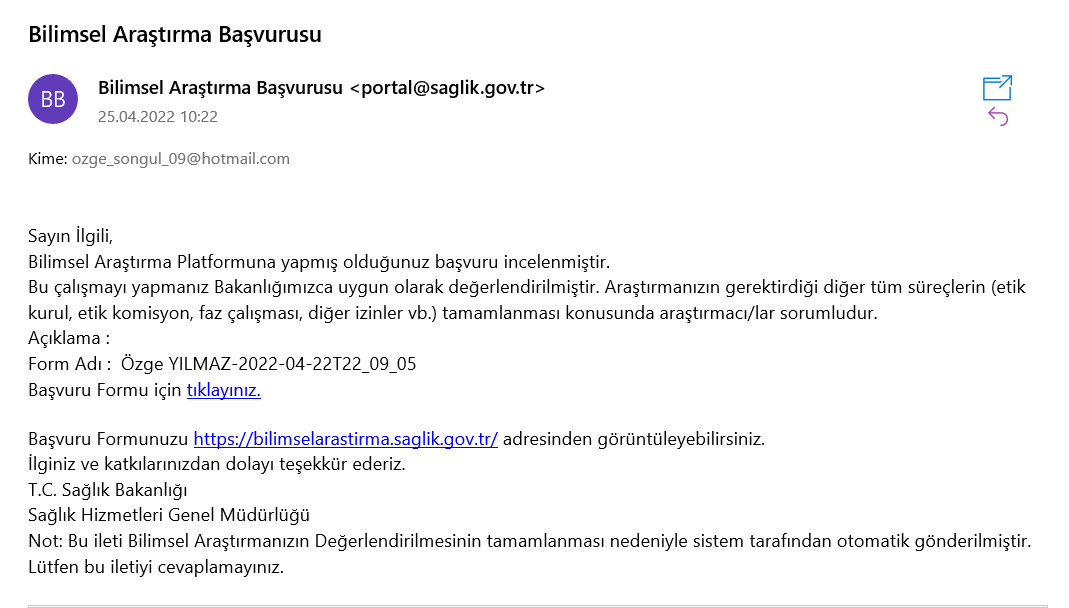 Bilimsel Araştırma Başvurusu
BB
Bilimsel Araştırma Başvurusu <portal@saglik.gov.tr>
25.04.2022 10:22
Kime: ozge_songul_09@hotmail.com
Sayın İlgili,
Bilimsel Araştırma Platformuna yapmış olduğunuz başvuru incelenmiştir.
Bu çalışmayı yapmanız Bakanlığımızca uygun olarak değerlendirilmiştir. Araştırmanızın gerektirdiği diğer tüm süreçlerin (etik
kurul, etik komisyon, faz çalışması, diğer izinler vb.) tamamlanması konusunda araştırmacı/lar sorumludur.
Açıklama :
Form Adı :  Özge YILMAZ-2022-04-22T22_09_05
Başvuru Formu için tıklayınız.
Başvuru Formunuzu https://bilimselarastirma.saglik.gov.tr/ adresinden görüntüleyebilirsiniz.
İlginiz ve katkılarınızdan dolayı teşekkür ederiz.
T.C. Sağlık Bakanlığı
Sağlık Hizmetleri Genel Müdürlüğü
Not: Bu ileti Bilimsel Araştırmanızın Değerlendirilmesinin tamamlanması nedeniyle sistem tarafından otomatik gönderilmiştir.
Lütfen bu iletiyi cevaplamayınız.